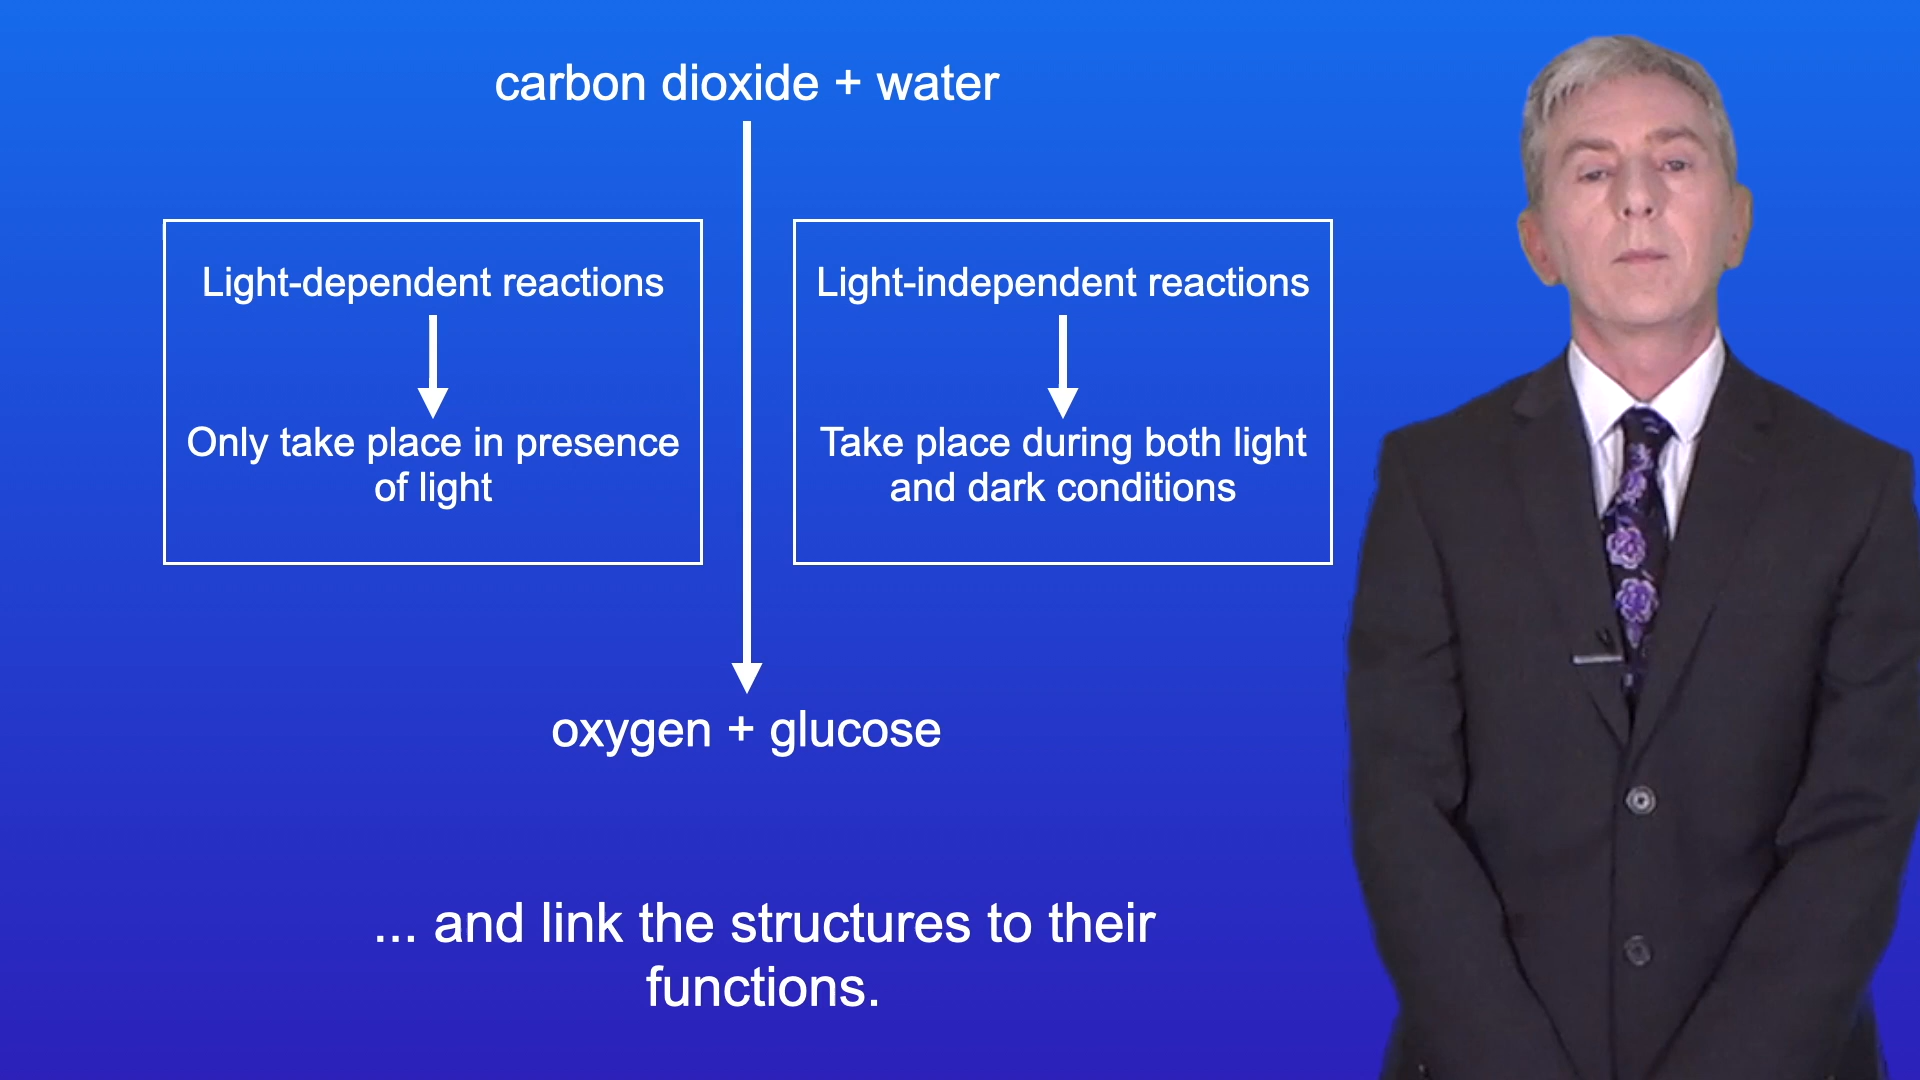 carbon dioxide + water
Light-dependent reactions
Only take place in presence
of light
Light-independent reactions
Take place during both light
and dark conditions
oxygen + glucose
... and link the structures to their
functions.